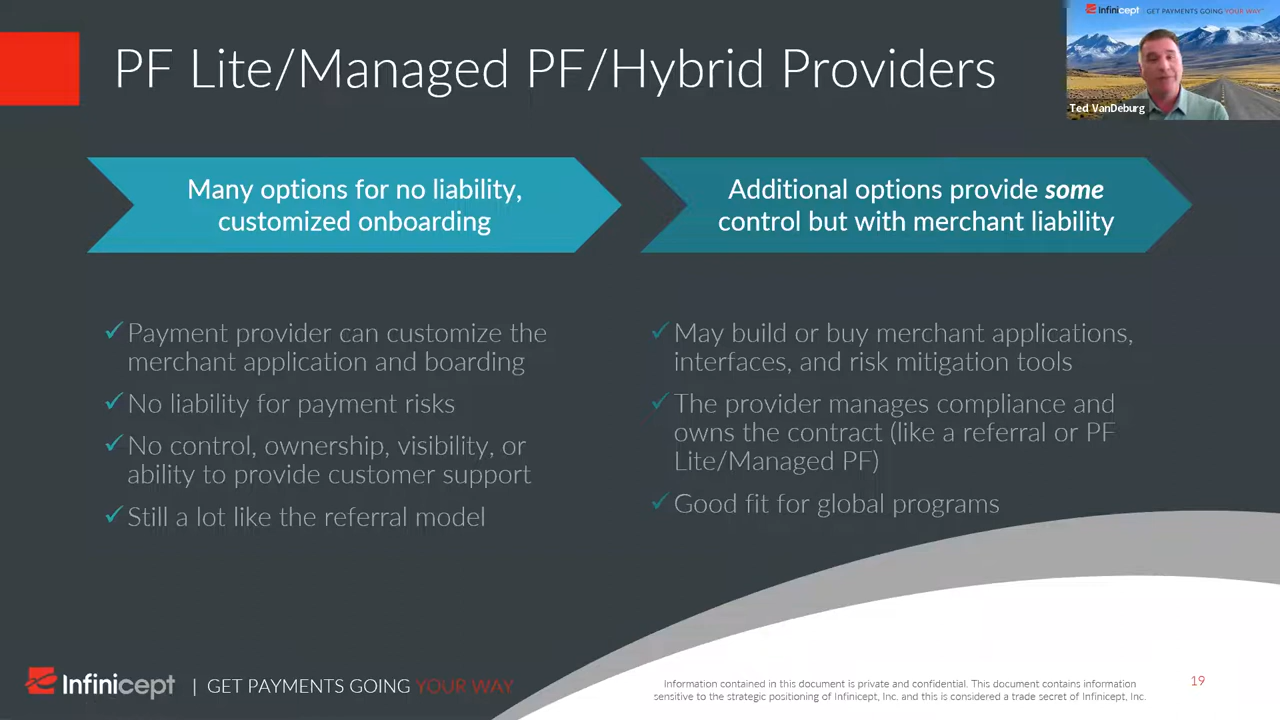 Infinicept GET PAYMENTS GOING YOUR WAY
PF Lite/Managed PF/Hybrid Providers
Ted VanDeburg
Many options for no liability,
customized onboarding
Additional options provide some
control but with merchant liability
✓ Payment provider can customize the
merchant application and boarding
✓ No liability for payment risks
✓ No control, ownership, visibility, or
ability to provide customer support
✓ Still a lot like the referral model
✓ May build or buy merchant applications,
interfaces, and risk mitigation tools
✓ The provider manages compliance and
owns the contract (like a referral or PF
Lite/Managed PF)
✓ Good fit for global programs
Infinicept | GET PAYMENTS GOING YOUR WAY
Information contained in this document is private and confidential. This document contains information
sensitive to the strategic positioning of Infinicept, Inc. and this is considered a trade secret of Infinicept, Inc.
19